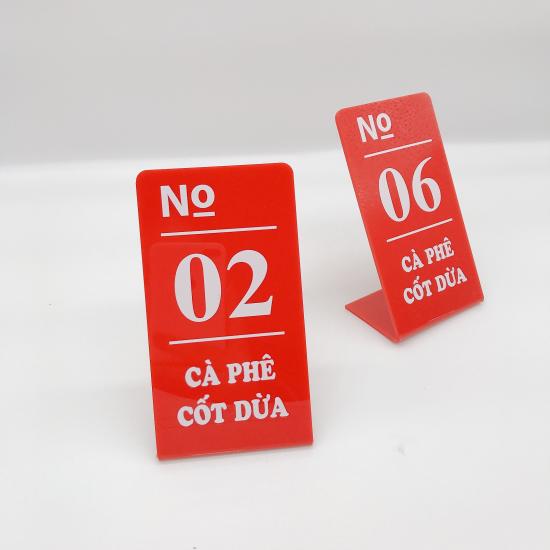 No
02
CÀ PHÊ
CỐT DỪA
No
06
CÀ PHÊ
CỐT DỪA